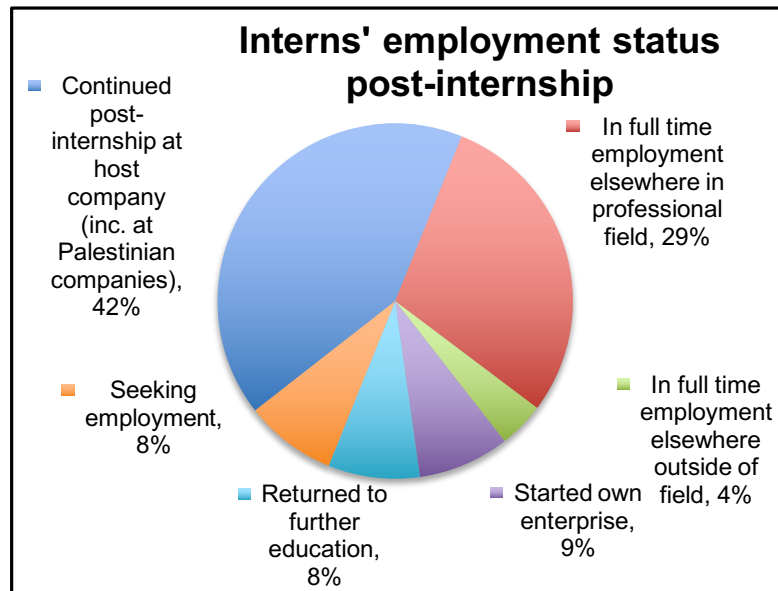 Interns' employment status
post-internship
Continued
post-
internship at
host
company
(inc. at
Palestinian
companies),
42%
In full time
employment
elsewhere in
professional
field, 29%
In full time
employment
elsewhere
outside of
field, 4%
Started own
enterprise,
9%
Returned to
further
education,
8%
Seeking
employment,
8%